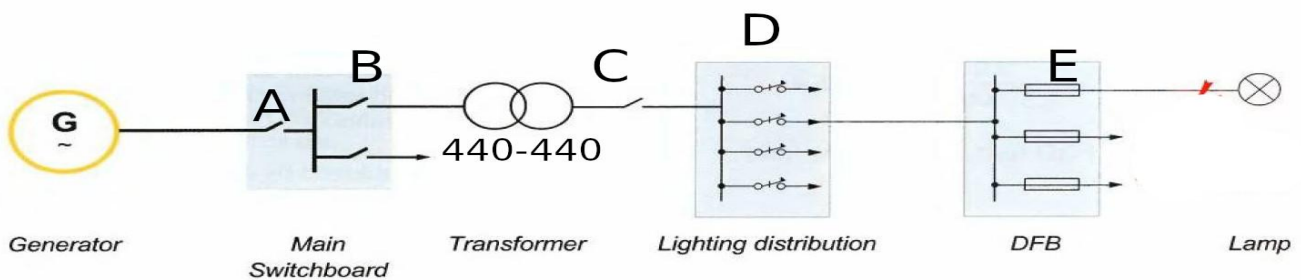 D
B
C
E
A
G
~
440-440
Generator
Main
Switchboard
Transformer
Lighting distribution
DFB
Lamp